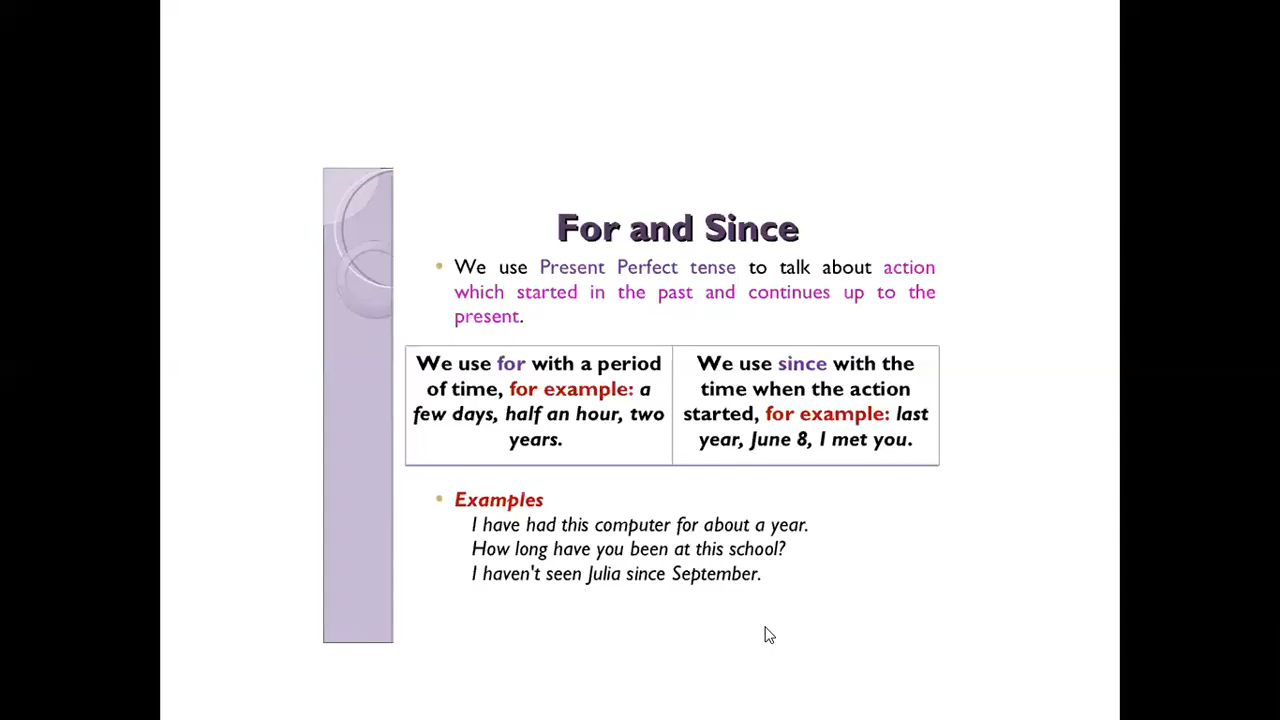 For and Since
• We use Present Perfect tense to talk about action
which started in the past and continues up to the
present.
We use for with a period
of time, for example: a
few days, half an hour, two
years.
We use since with the
time when the action
started, for example: last
year, June 8, I met you.
• Examples
I have had this computer for about a year.
How long have you been at this school?
I haven't seen Julia since September.